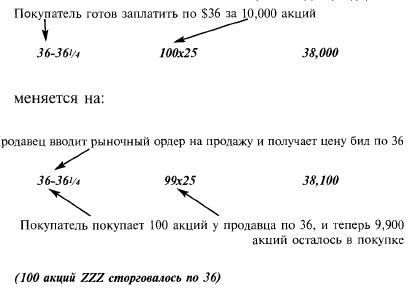 Покупатель готов заплатить по $36 за 10,000 акций
36-36¼ 100x25 38,000
меняется на:
Продавец вводит рыночный ордер на продажу и получает цену бид по 36
36-36¼ 99x25 38,100
Покупатель покупает 100 акций у продавца по 36, и теперь 9,900
акций осталось в покупке
(100 акций ZZZ сторговалось по 36)